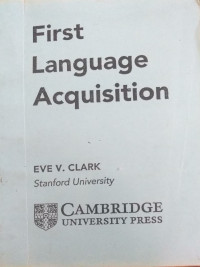 First
Language
Acquisition
EVE V. CLARK
Stanford University
CAMBRIDGE
UNIVERSITY PRESS